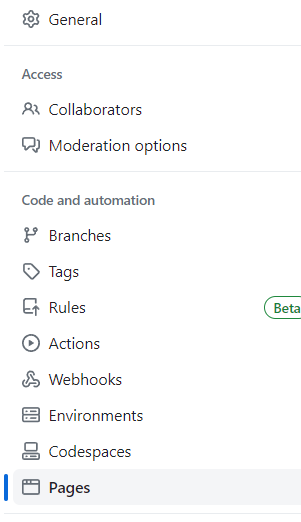 General
Access
Collaborators
Moderation options
Code and automation
Branches
Tags
Rules Beta
Actions
Webhooks
Environments
Codespaces
Pages